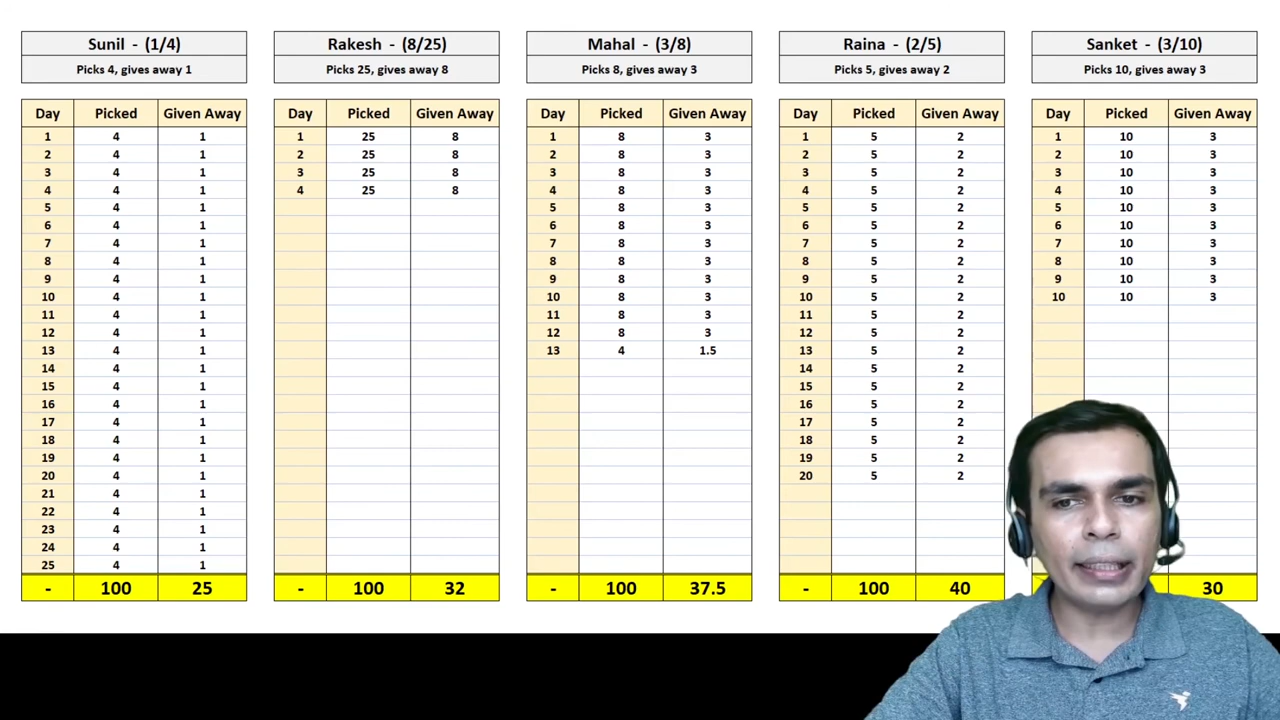 Sunil - (1/4)
Picks 4, gives away 1
Day Picked Given Away
1 4 1
2 4 1
3 4 1
4 4 1
5 4 1
6 4 1
7 4 1
8 4 1
9 4 1
10 4 1
11 4 1
12 4 1
13 4 1
14 4 1
15 4 1
16 4 1
17 4 1
18 4 1
19 4 1
20 4 1
21 4 1
22 4 1
23 4 1
24 4 1
25 4 1
- 100 25
Rakesh - (8/25)
Picks 25, gives away 8
Day Picked Given Away
1 25 8
2 25 8
3 25 8
4 25 8
- 100 32
Mahal - (3/8)
Picks 8, gives away 3
Day Picked Given Away
1 8 3
2 8 3
3 8 3
4 8 3
5 8 3
6 8 3
7 8 3
8 8 3
9 8 3
10 8 3
11 8 3
12 8 3
13 4 1.5
- 100 37.5
Raina - (2/5)
Picks 5, gives away 2
Day Picked Given Away
1 5 2
2 5 2
3 5 2
4 5 2
5 5 2
6 5 2
7 5 2
8 5 2
9 5 2
10 5 2
11 5 2
12 5 2
13 5 2
14 5 2
15 5 2
16 5 2
17 5 2
18 5 2
19 5 2
20 5 2
- 100 40
Sanket - (3/10)
Picks 10, gives away 3
Day Picked Given Away
1 10 3
2 10 3
3 10 3
4 10 3
5 10 3
6 10 3
7 10 3
8 10 3
9 10 3
10 10 3
30